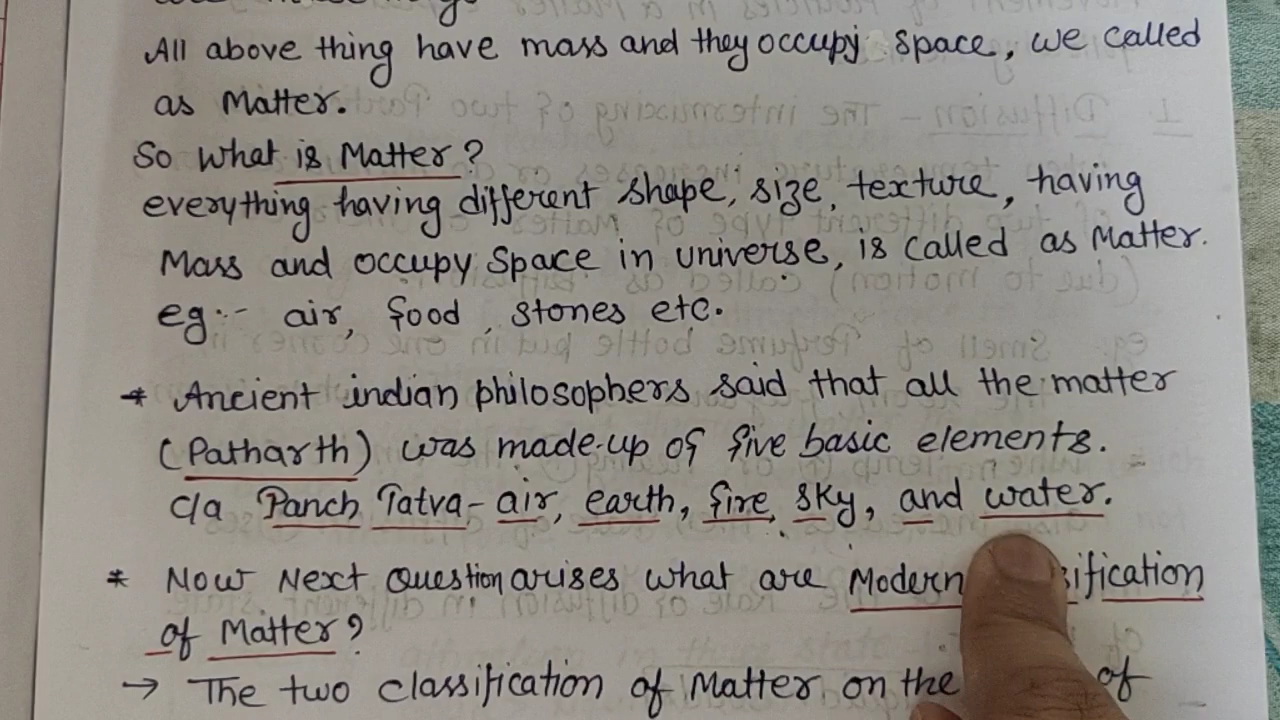 All above thing have mass and they occupy space, we called
as Matter.
So what is Matter?
everything having different shape, size, texture, having
Mass and occupy Space in universe, is called as Matter.
eg:- air, food, stones etc.
* Ancient indian philosophers said that all the matter
(Patharth) was made-up of five basic elements.
c/a Panch Tatva- air, earth, fire, sky, and water.
* Now Next Question arises what are Modern ification
of Matter?
→ The two classification of Matter on the of